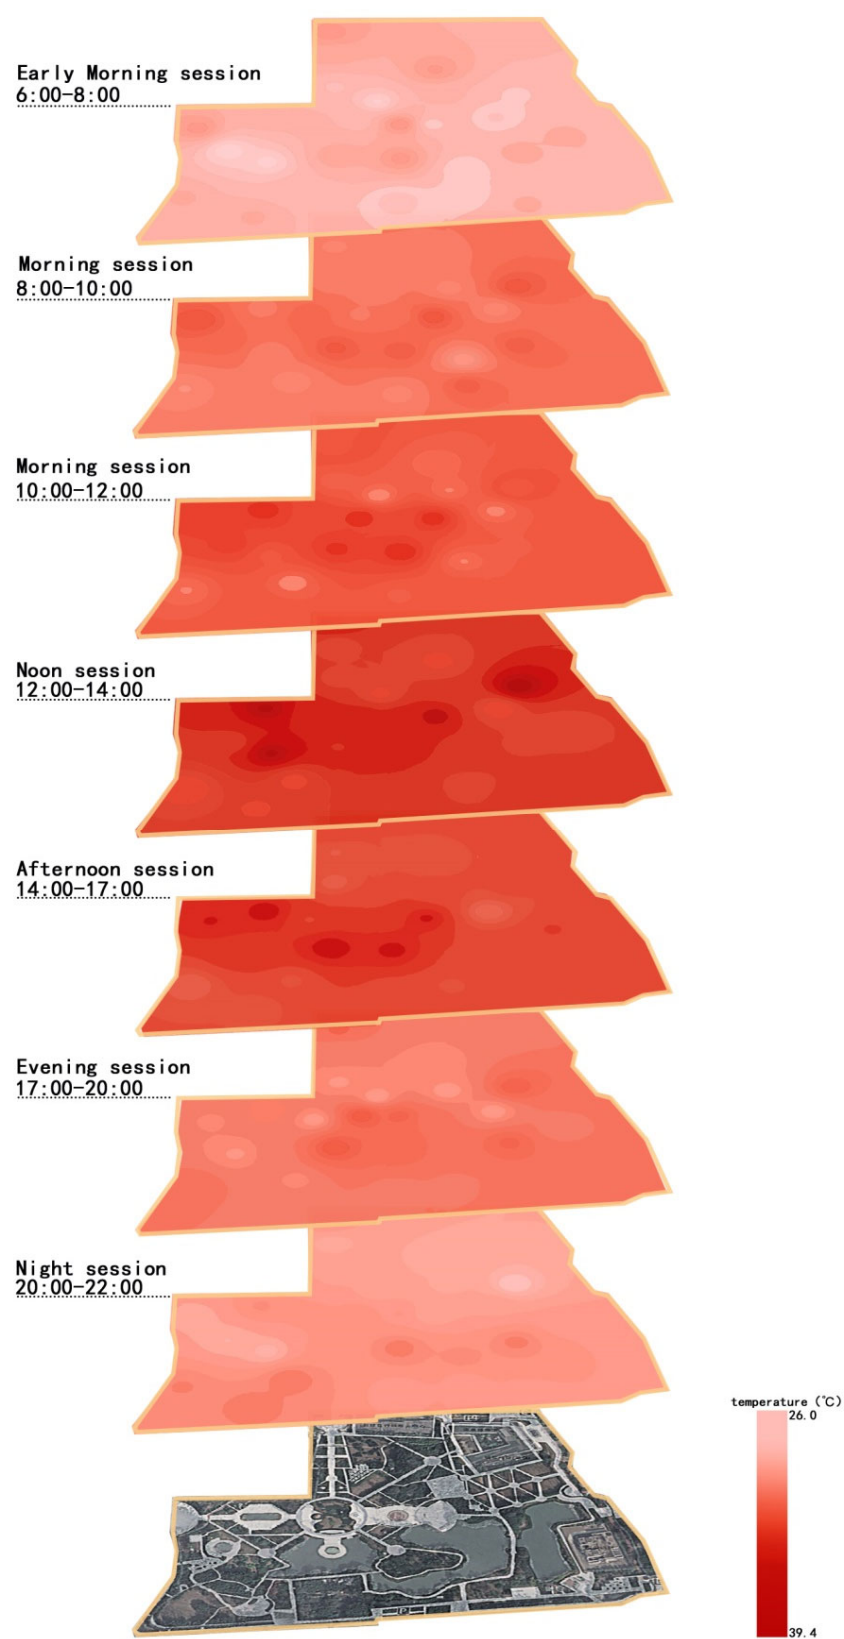 Early Morning session
6:00-8:00
Morning session
8:00-10:00
Morning session
10:00-12:00
Noon session
12:00-14:00
Afternoon session
14:00-17:00
Evening session
17:00-20:00
Night session
20:00-22:00
temperature (℃)
26.0
39.4